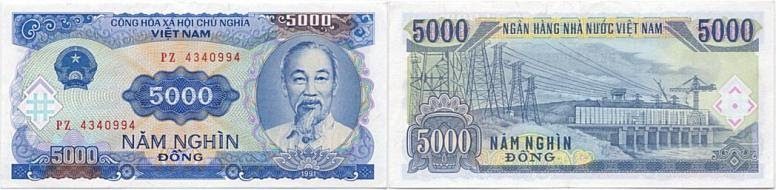 CỘNG HÒA XÃ HỘI CHỦ NGHĨA
VIỆT NAM
5000
PZ 4340994
5000
PZ 4340994
NĂM NGHÌN
ĐỒNG
5000
1991
5000
NGÂN HÀNG NHÀ NƯỚC VIỆT NAM
5000
5000
NĂM NGHÌN
ĐỒNG